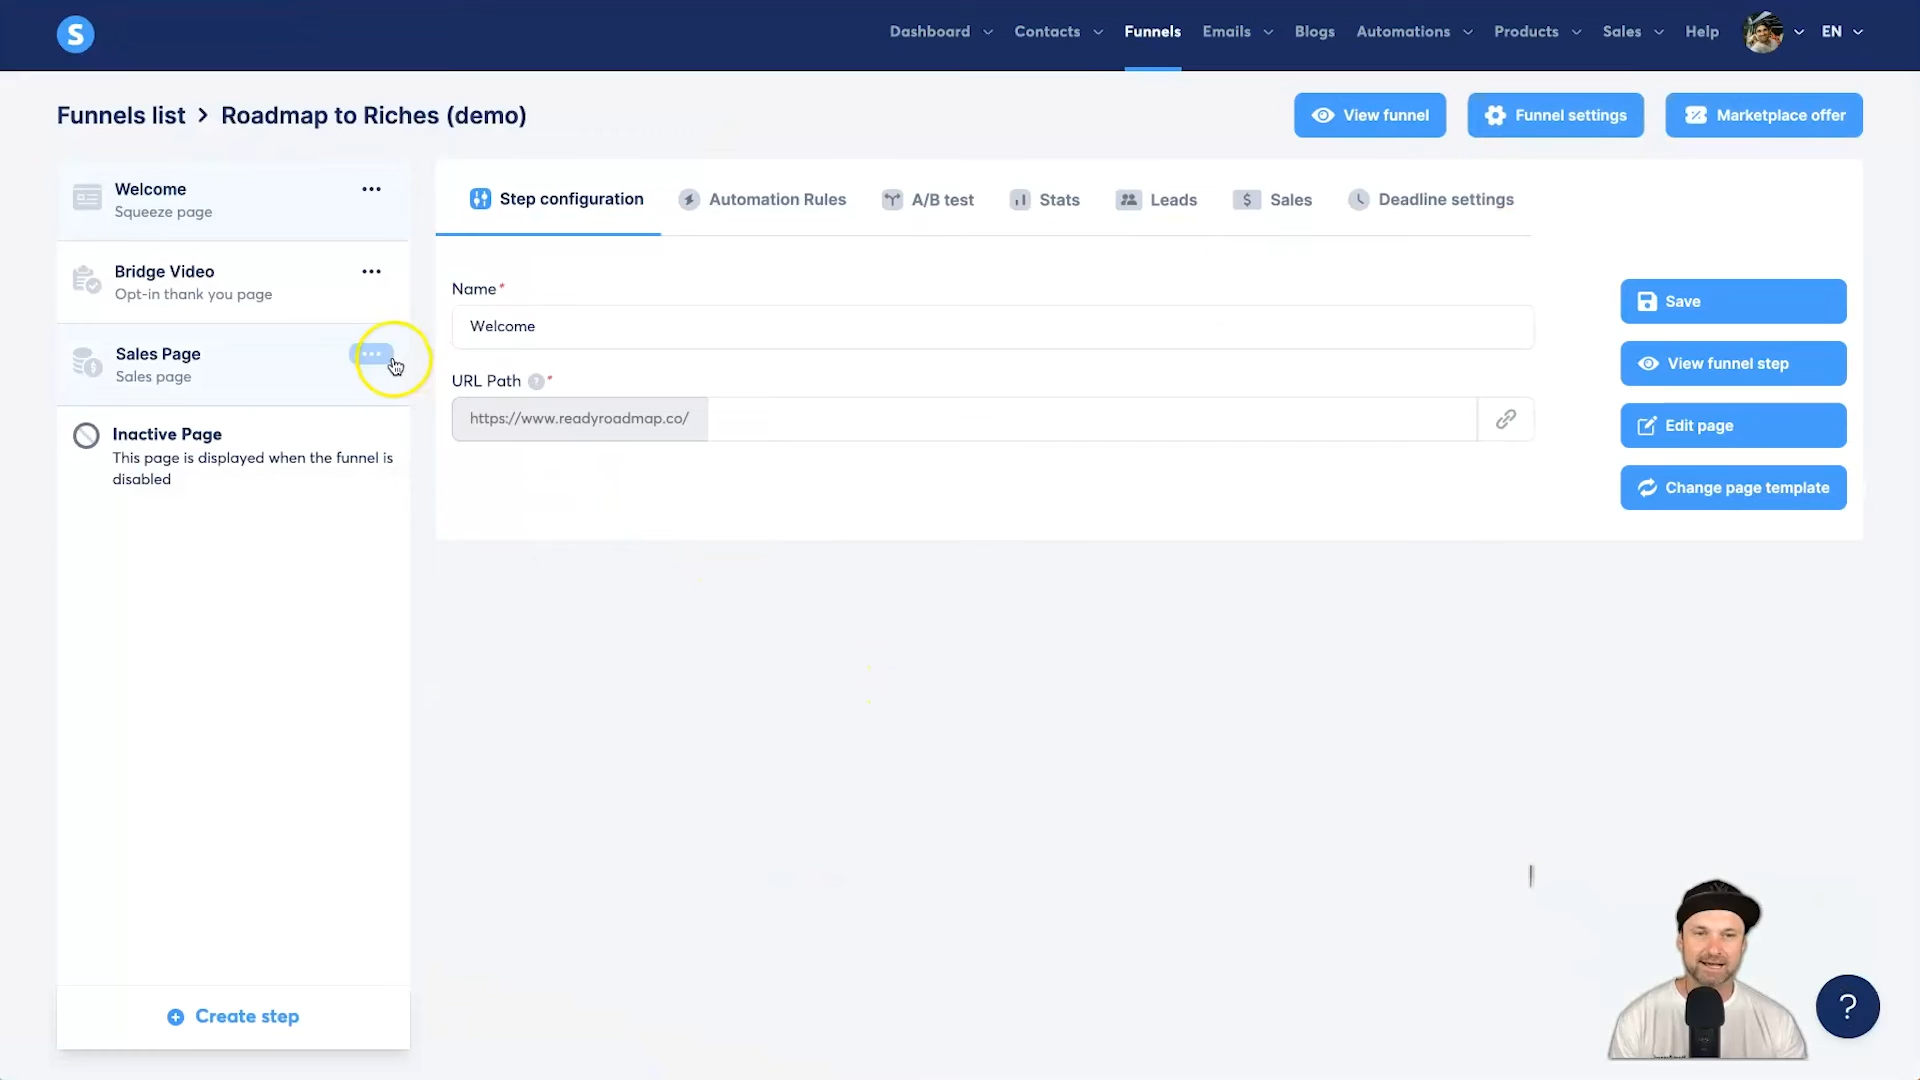 S
Dashboard
Contacts
Funnels
Emails
Blogs
Automations
Products
Sales
Help
EN
Funnels list > Roadmap to Riches (demo)
View funnel
Funnel settings
Marketplace offer
Welcome
Squeeze page
Bridge Video
Opt-in thank you page
Sales Page
Sales page
Inactive Page
This page is displayed when the funnel is
disabled
Create step
Step configuration
Automation Rules
A/B test
Stats
Leads
$ Sales
Deadline settings
Name*
Welcome
URL Path ? *
https://www.readyroadmap.co/
Save
View funnel step
Edit page
Change page template
?